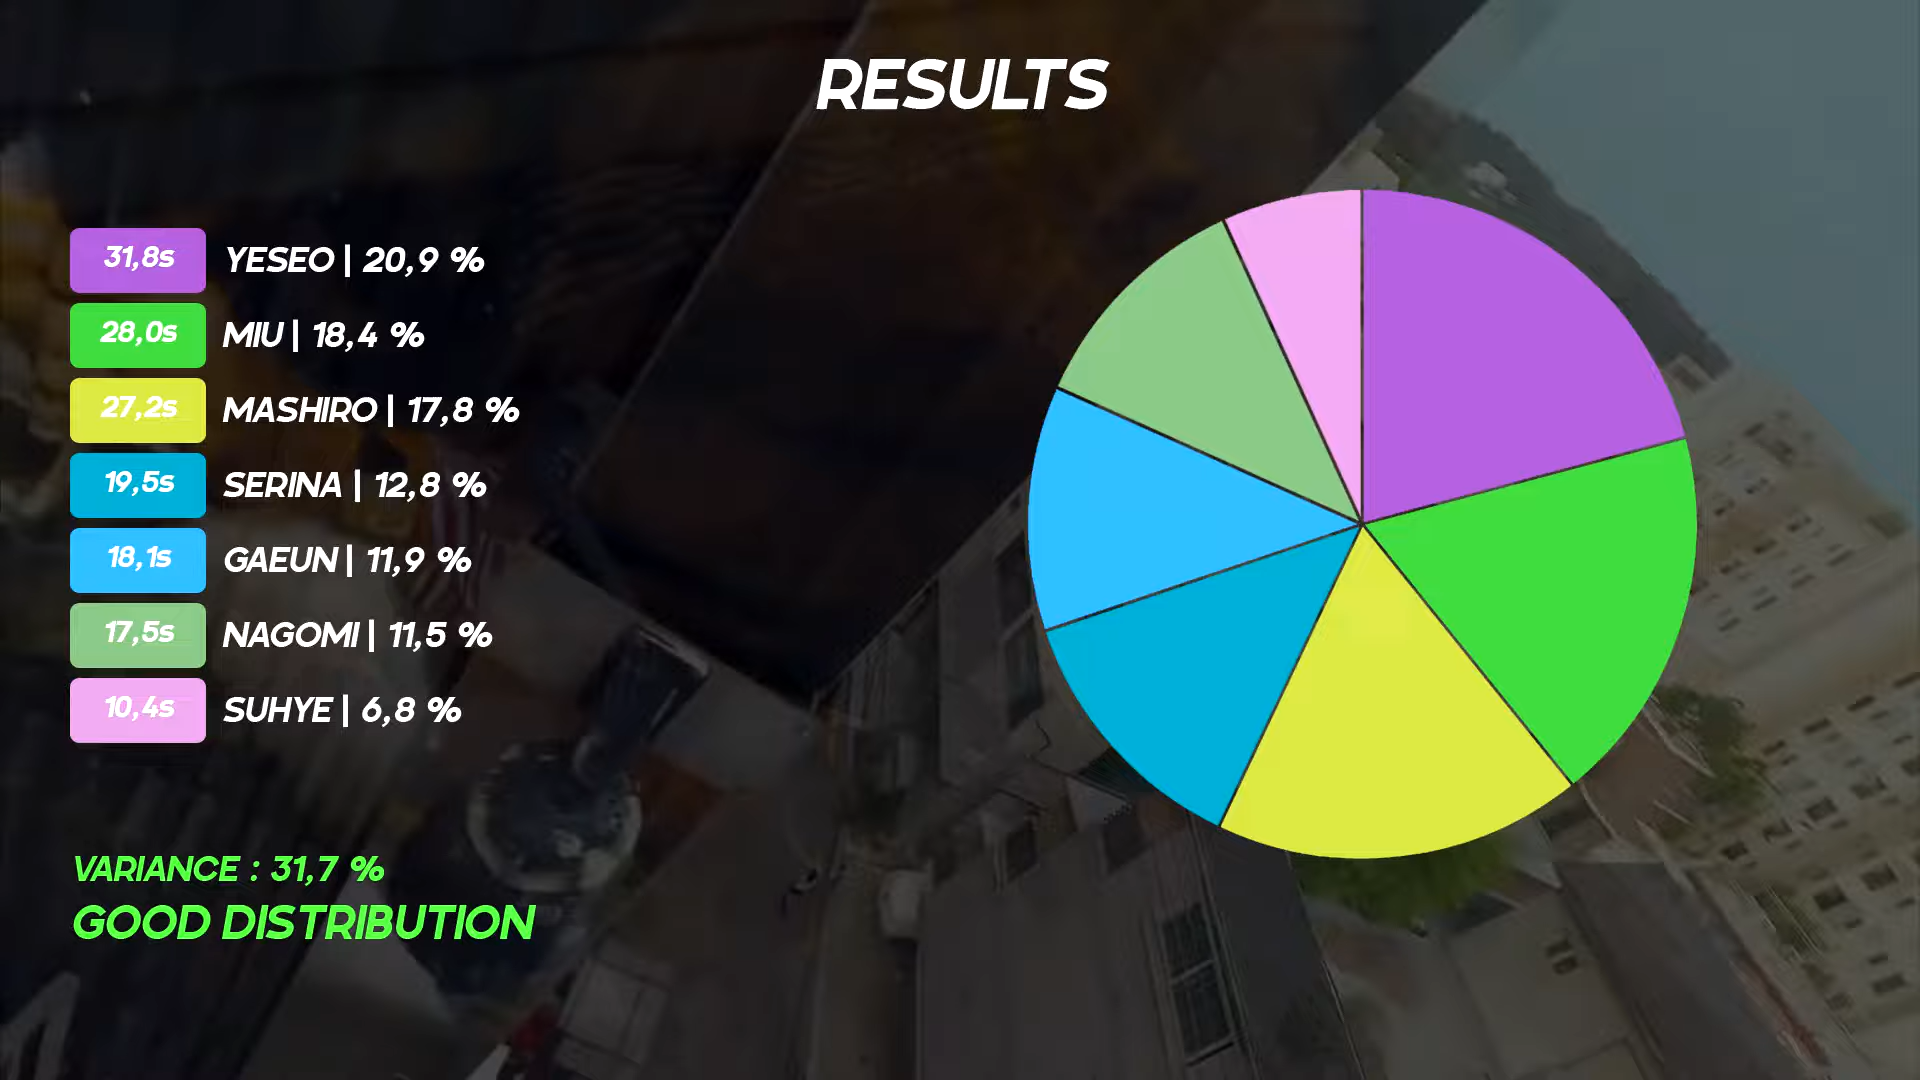 RESULTS
31,8s YESEO | 20,9 %
28,0s MIU | 18,4 %
27,2s MASHIRO | 17,8 %
19,5s SERINA | 12,8 %
18,1s GAEUN | 11,9 %
17,5s NAGOMI | 11,5 %
10,4s SUHYE | 6,8 %
VARIANCE : 31,7 %
GOOD DISTRIBUTION